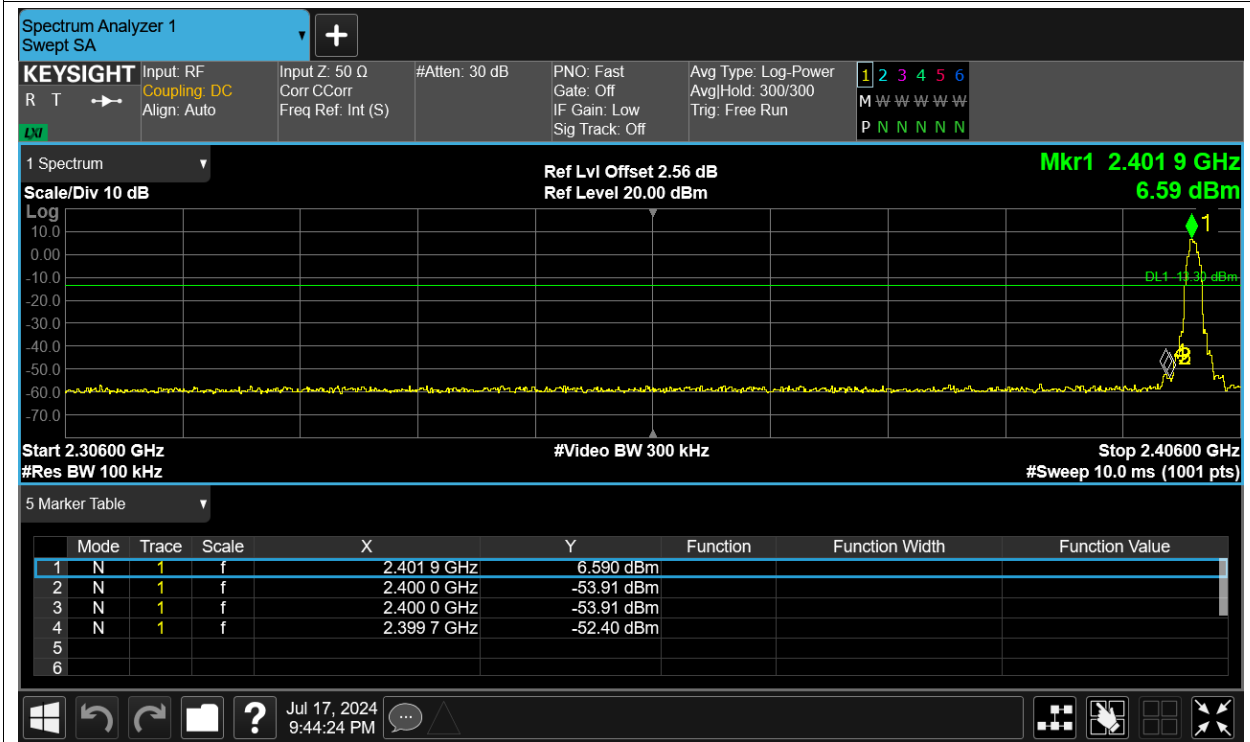 Spectrum Analyzer 1
Swept SA
+
KEYSIGHT
R T
LXI
Input: RF
Coupling: DC
Align: Auto
Input Z: 50 Ω
Corr CCorr
Freq Ref: Int (S)
#Atten: 30 dB
PNO: Fast
Gate: Off
IF Gain: Low
Sig Track: Off
Avg Type: Log-Power
Avg|Hold: 300/300
Trig: Free Run
1 2 3 4 5 6
M W W W W W
P N N N N N
1 Spectrum
Scale/Div 10 dB
Ref Lvl Offset 2.56 dB
Ref Level 20.00 dBm
Mkr1 2.401 9 GHz
6.59 dBm
Log
10.0
0.00
-10.0
-20.0
-30.0
-40.0
-50.0
-60.0
-70.0
1
DL1 -13.30 dBm
Start 2.30600 GHz
#Video BW 300 kHz
Stop 2.40600 GHz
#Res BW 100 kHz
#Sweep 10.0 ms (1001 pts)
5 Marker Table
Mode Trace Scale X Y Function Function Width Function Value
1 N 1 f 2.401 9 GHz 6.590 dBm
2 N 1 f 2.400 0 GHz -53.91 dBm
3 N 1 f 2.400 0 GHz -53.91 dBm
4 N 1 f 2.399 7 GHz -52.40 dBm
5
6
?
Jul 17, 2024
9:44:24 PM